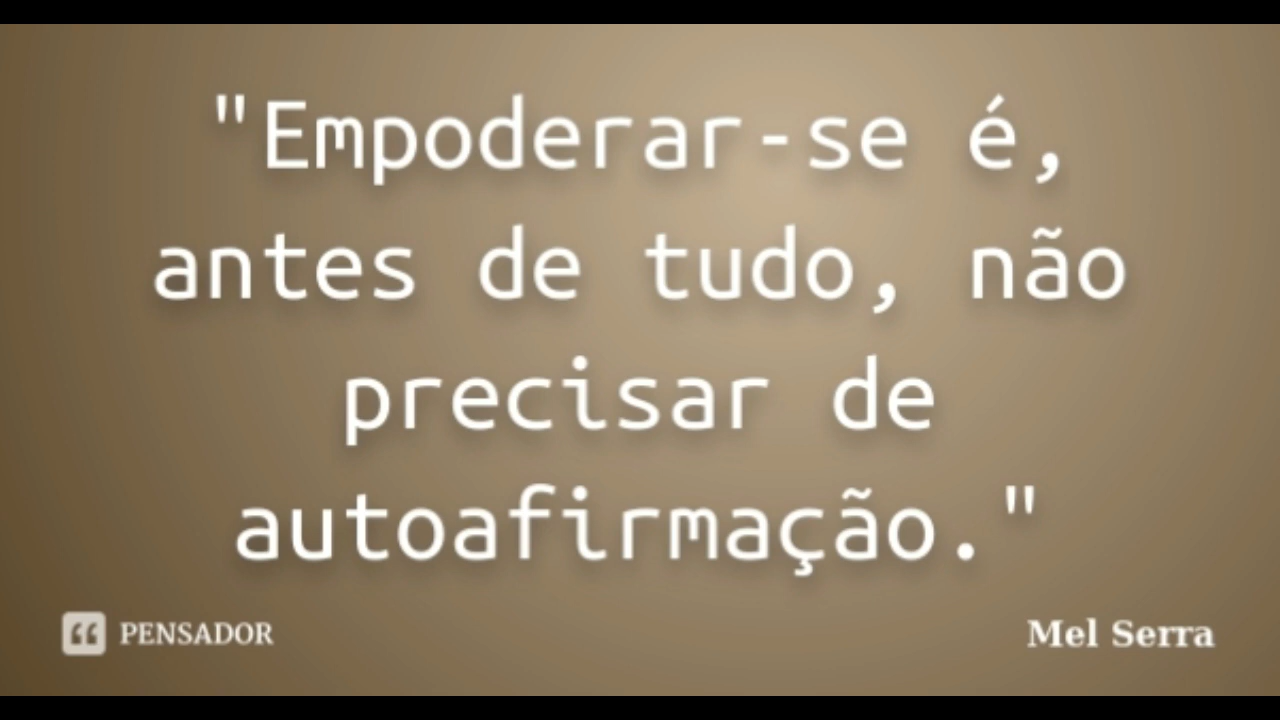 "Empoderar-se é,
antes de tudo, não
precisar de
autoafirmação."
PENSADOR
Mel Serra